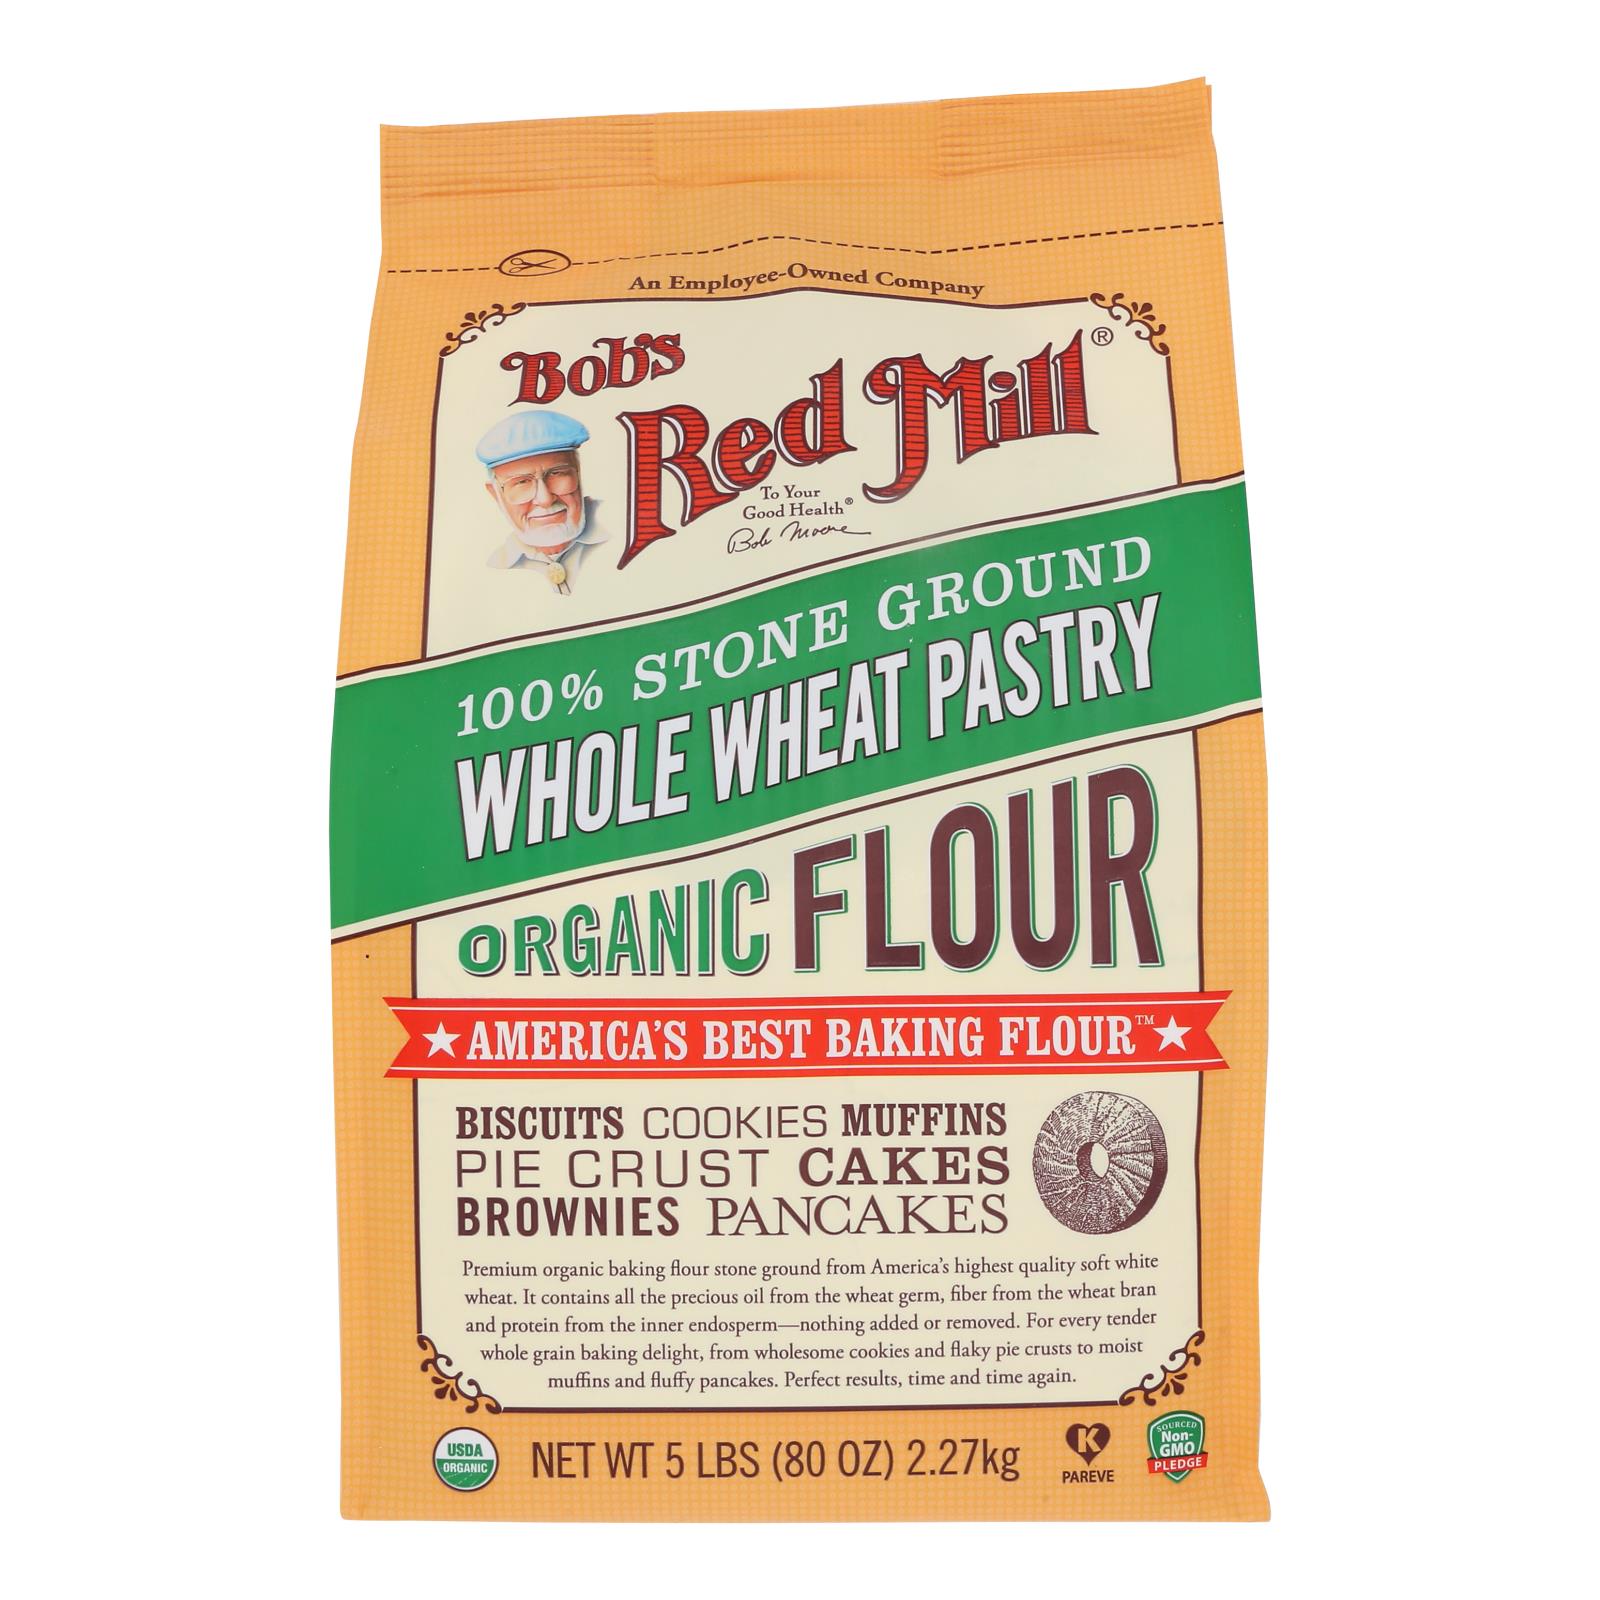 An Employee-Owned Company
Bob's
Red Mill®
To Your
Good Health®
Bob Moore
100% STONE GROUND
WHOLE WHEAT PASTRY
ORGANIC FLOUR
★ AMERICA'S BEST BAKING FLOUR™ ★
BISCUITS COOKIES MUFFINS
PIE CRUST CAKES
BROWNIES PANCAKES
Premium organic baking flour stone ground from America's highest quality soft white
wheat. It contains all the precious oil from the wheat germ, fiber from the wheat bran
and protein from the inner endosperm—nothing added or removed. For every tender
whole grain baking delight, from wholesome cookies and flaky pie crusts to moist
muffins and fluffy pancakes. Perfect results, time and time again.
USDA
ORGANIC
NET WT 5 LBS (80 OZ) 2.27kg
K
PAREVE
SOURCED
Non-
GMO
PLEDGE